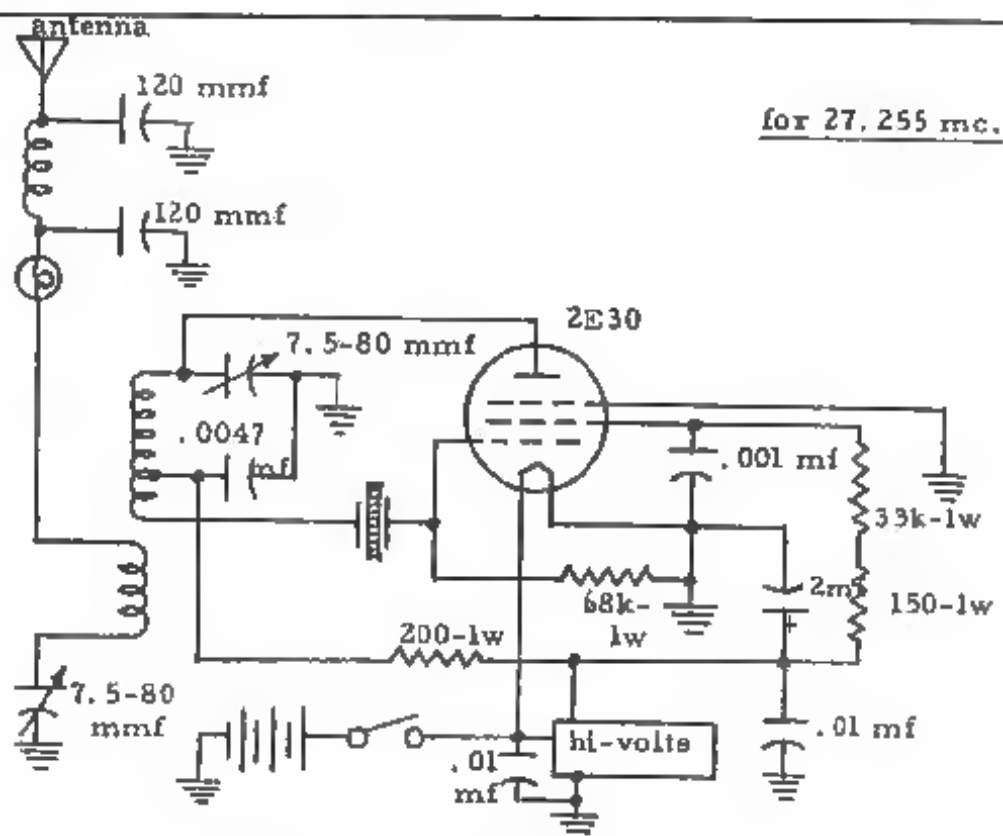 antenna
120 mmf
for 27.255 mc.
120 mmf
2E30
7.5-80 mmf
.0047
mf
.001 mf
33k-1w
68k-
1w
2mf
150-1w
200-1w
7.5-80
mmf
hi-volts
.01
mf
.01 mf
+